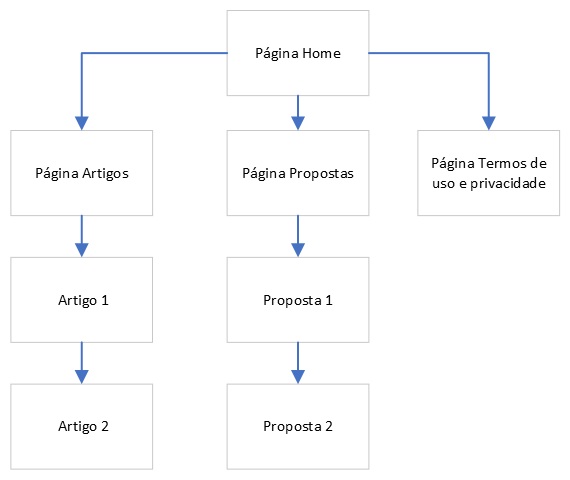 Página Home
Página Artigos
Página Propostas
Página Termos de
uso e privacidade
Artigo 1
Proposta 1
Artigo 2
Proposta 2